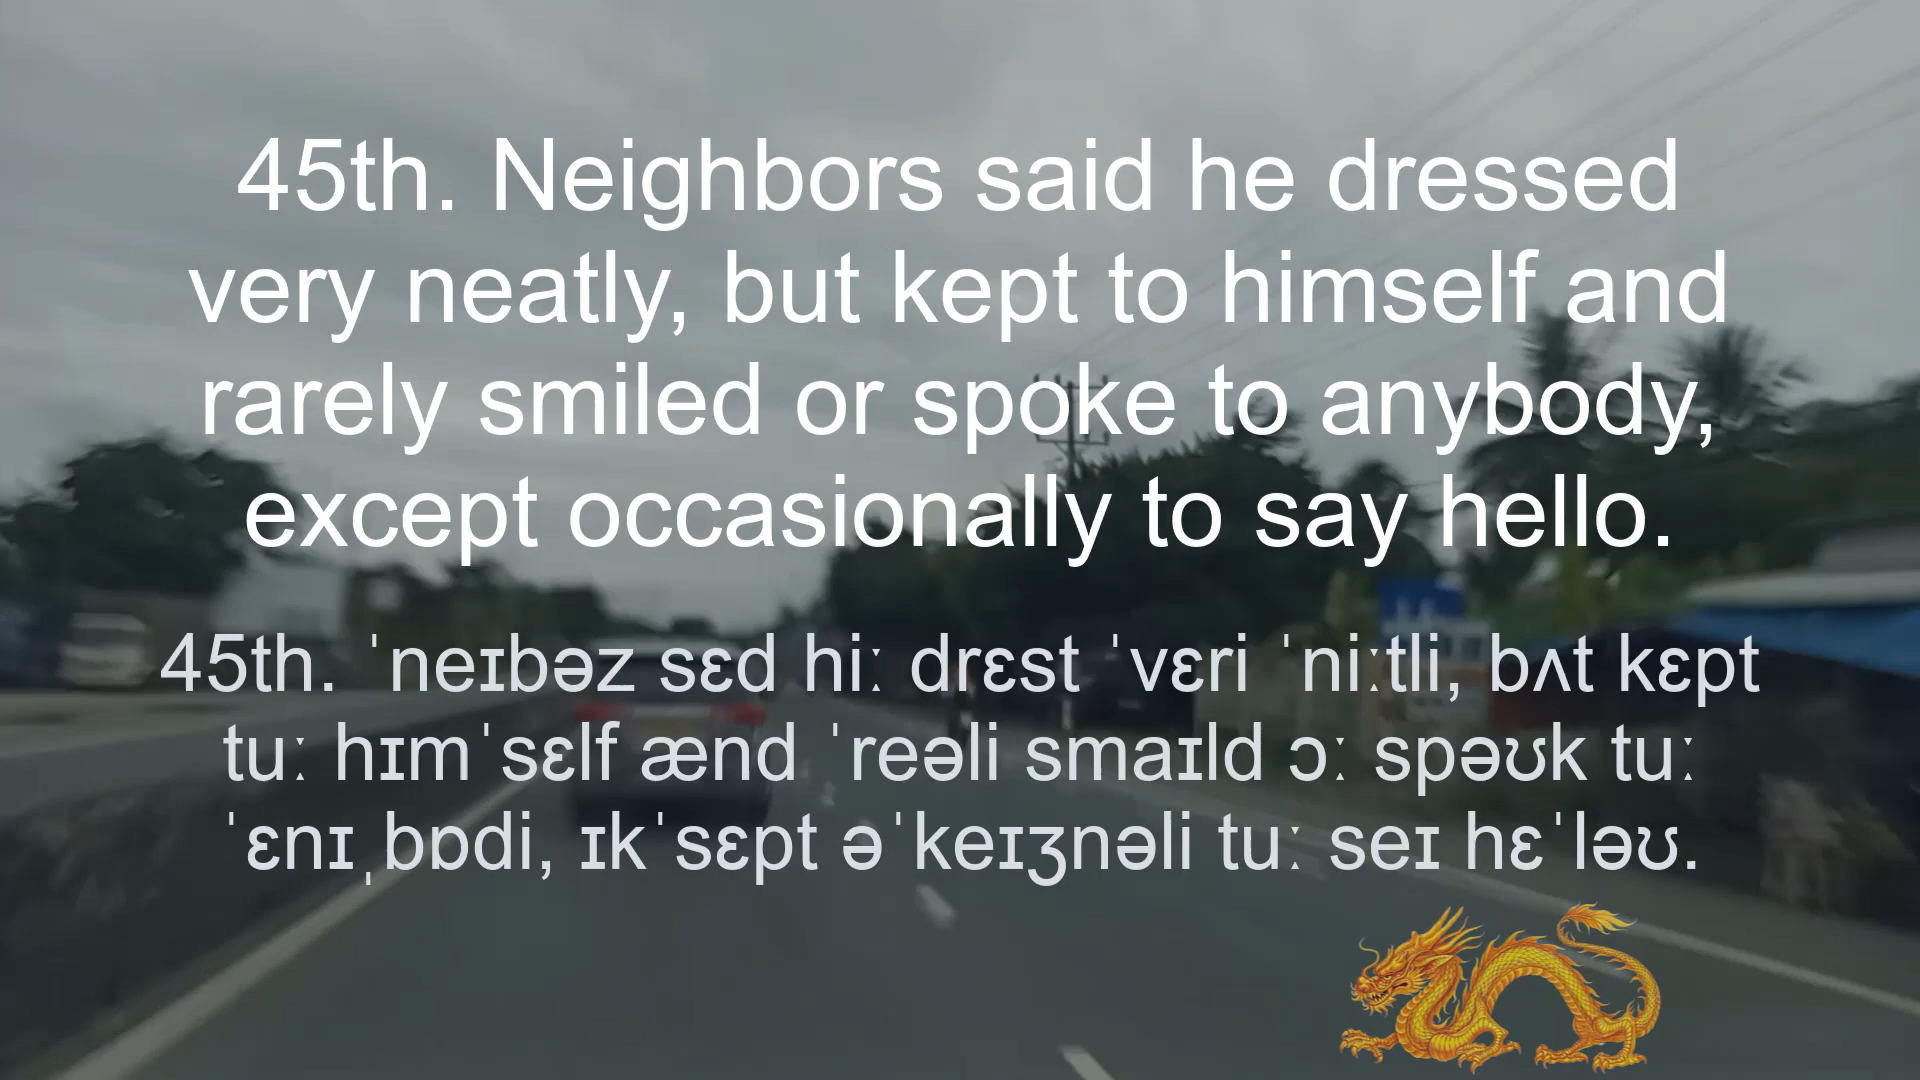 45th. Neighbors said he dressed
very neatly, but kept to himself and
rarely smiled or spoke to anybody,
except occasionally to say hello.
45th. ˈneɪbəz sɛd hiː drɛst ˈvɛri ˈniːtli, bʌt kɛpt
tuː hɪmˈsɛlf ænd ˈreəli smaɪld ɔː spəʊk tuː
ˈɛnɪˌbɒdi, ɪkˈsɛpt əˈkeɪʒnəli tuː seɪ hɛˈləʊ.